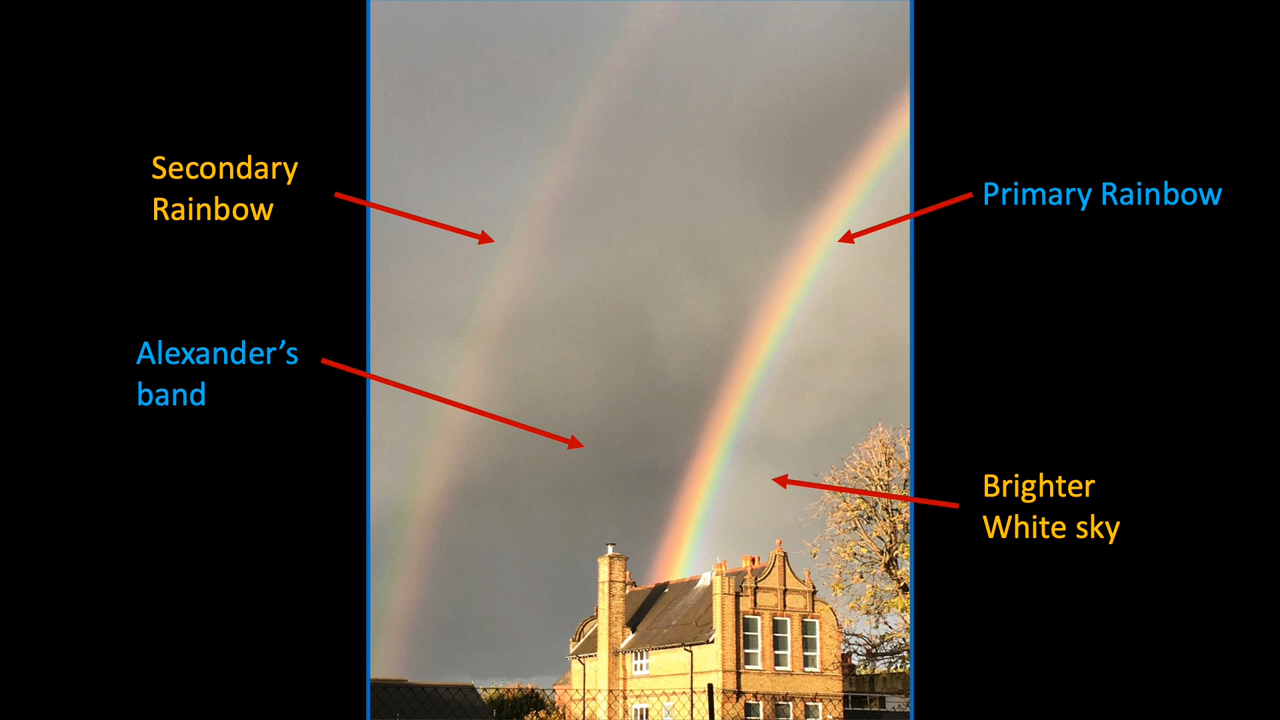 Secondary
Rainbow
Primary Rainbow
Alexander’s
band
Brighter
White sky